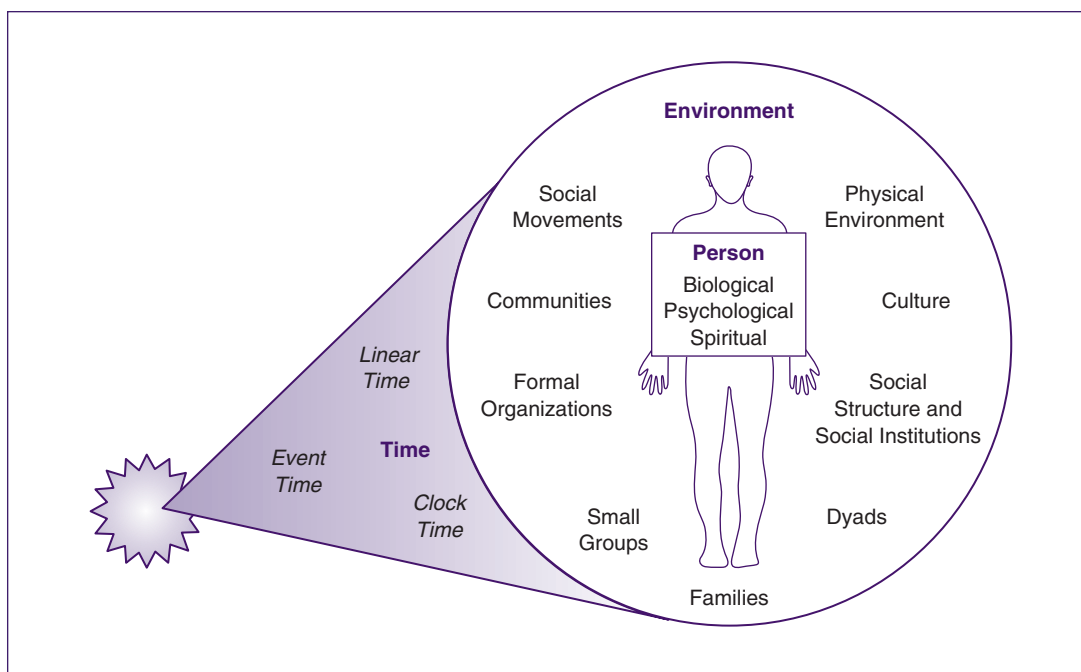 Environment
Social
Movements
Physical
Environment
Person
Biological
Psychological
Spiritual
Communities
Culture
Linear
Time
Formal
Organizations
Social
Structure and
Social Institutions
Time
Event
Time
Clock
Time
Small
Groups
Dyads
Families